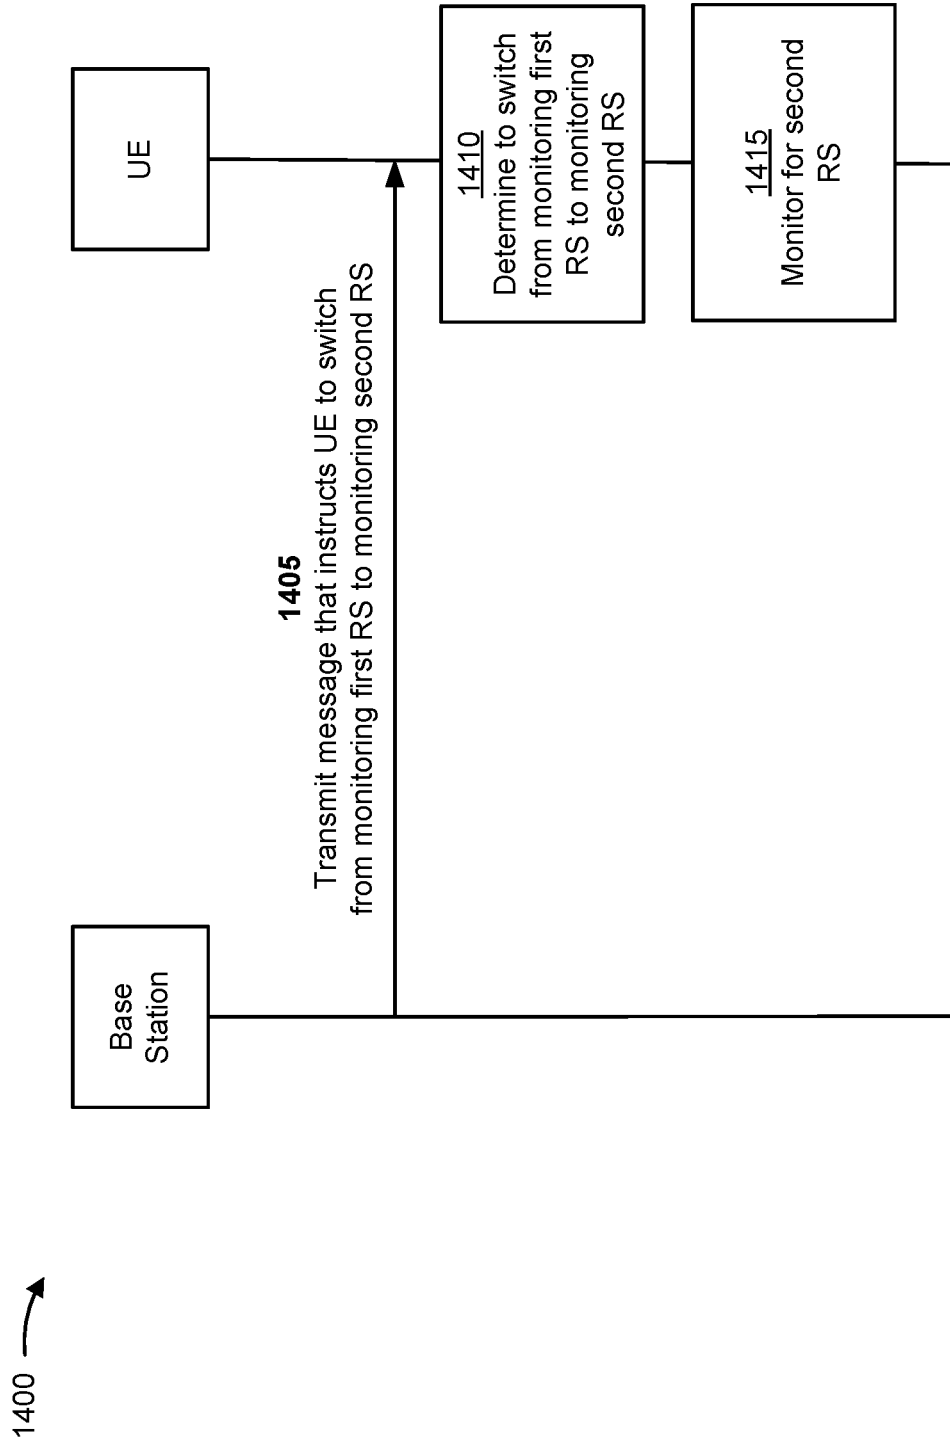 1400
Base
Station
UE
1405
Transmit message that instructs UE to switch
from monitoring first RS to monitoring second RS
1410
Determine to switch
from monitoring first
RS to monitoring
second RS
1415
Monitor for second
RS